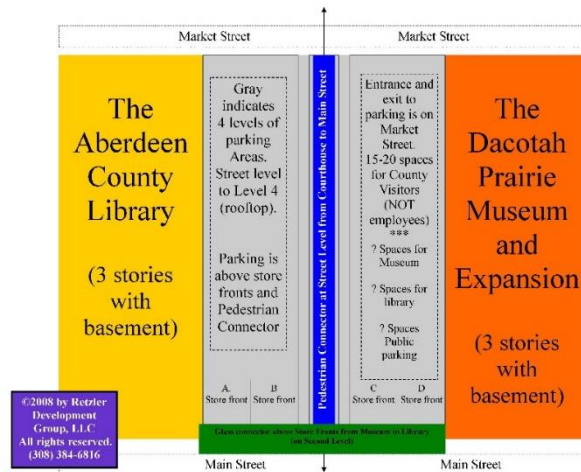 Market Street
Market Street
The
Aberdeen
County
Library
(3 stories
with
basement)
Gray
indicates
4 levels of
parking
Areas.
Street level
to Level 4
(rooftop).
Parking is
above store
fronts and
Pedestrian
Connector
A.
Store front
B
Store front
Pedestrian Connector at Street Level from Courthouse to Main Street
Entrance and
exit to
parking is on
Market
Street.
15-20 spaces
for County
Visitors
(NOT
employees)
***
? Spaces for
Museum
? Spaces for
library
? Spaces
Public
parking
C
Store front
D
Store front
The
Dacotah
Prairie
Museum
and
Expansion
(3 stories
with
basement)
©2008 by Retzler
Development
Group, LLC
All rights reserved.
(308) 384-6816
Glass connector above Store Fronts from Museum to Library
(on Second Level)
Main Street
Main Street